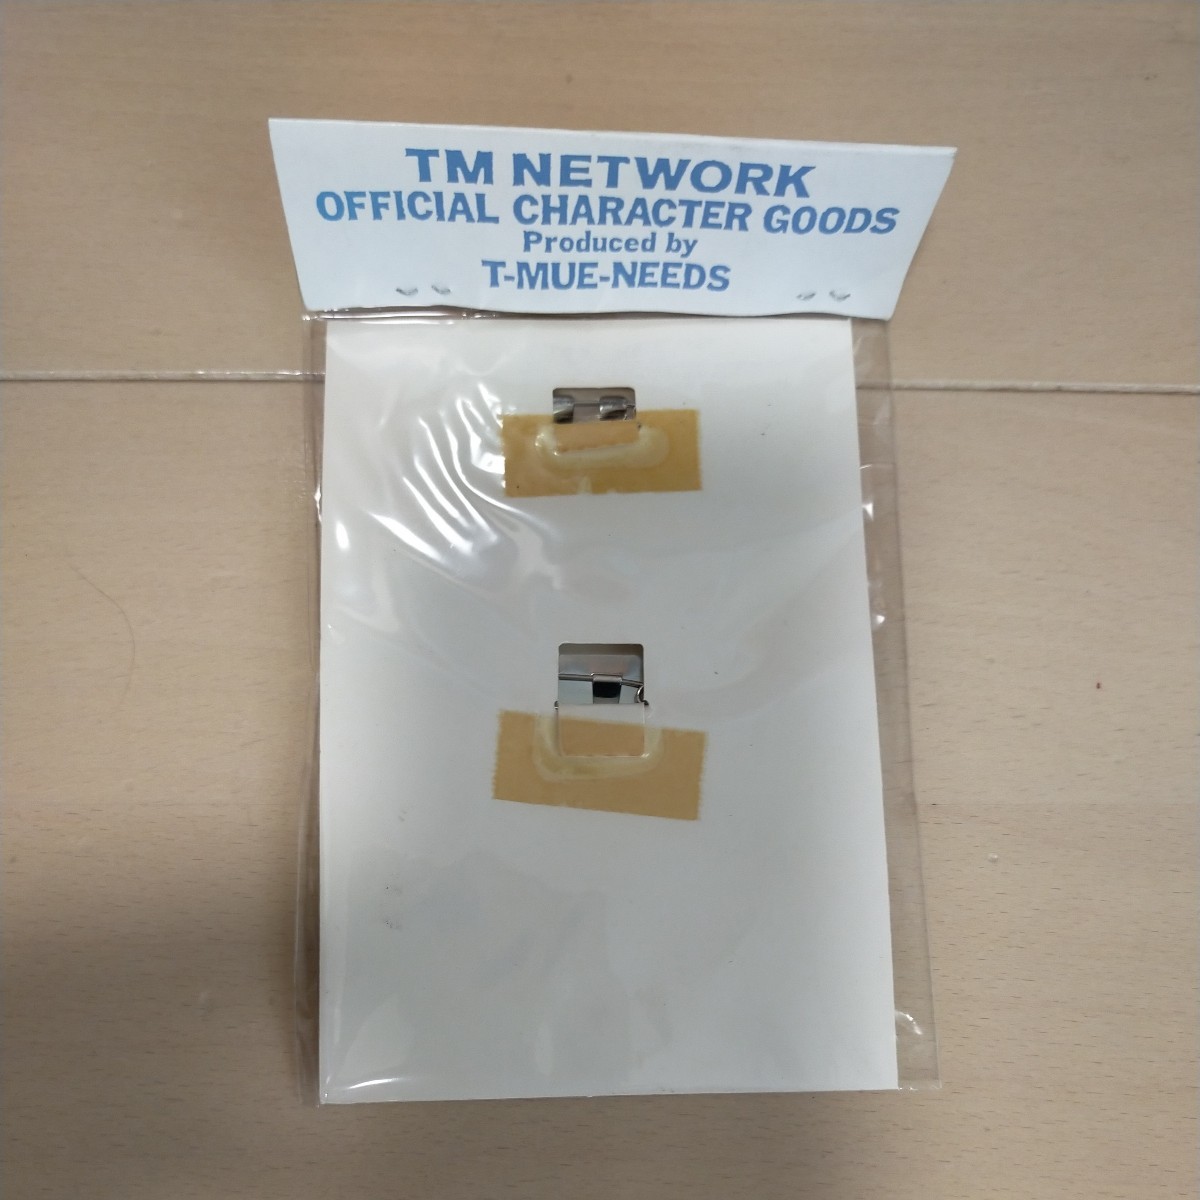 TM NETWORK
OFFICIAL CHARACTER GOODS
Produced by
T-MUE-NEEDS